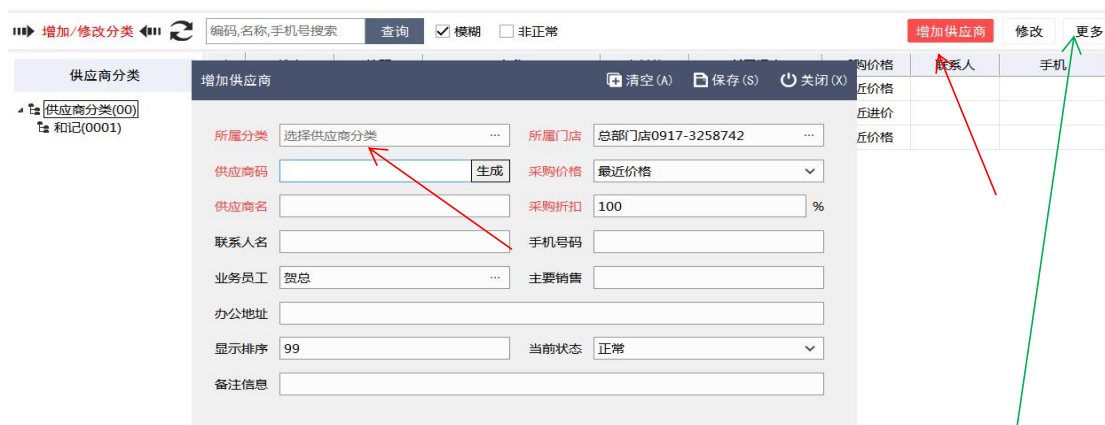 增加/修改分类 编码,名称,手机号搜索 查询 模糊 非正常 增加供应商 修改 更多
供应商分类 购价格 联系人 手机
增加供应商 清空(A) 保存(S) 关闭(X)
近价格
供应商分类(00) 近进价
和记(0001) 近价格
所属分类 选择供应商分类 ... 所属门店 总部门店0917-3258742 ...
供应商码 生成 采购价格 最近价格
供应商名 采购折扣 100 %
联系人名 手机号码
业务员工 贺总 ... 主要销售
办公地址
显示排序 99 当前状态 正常
备注信息